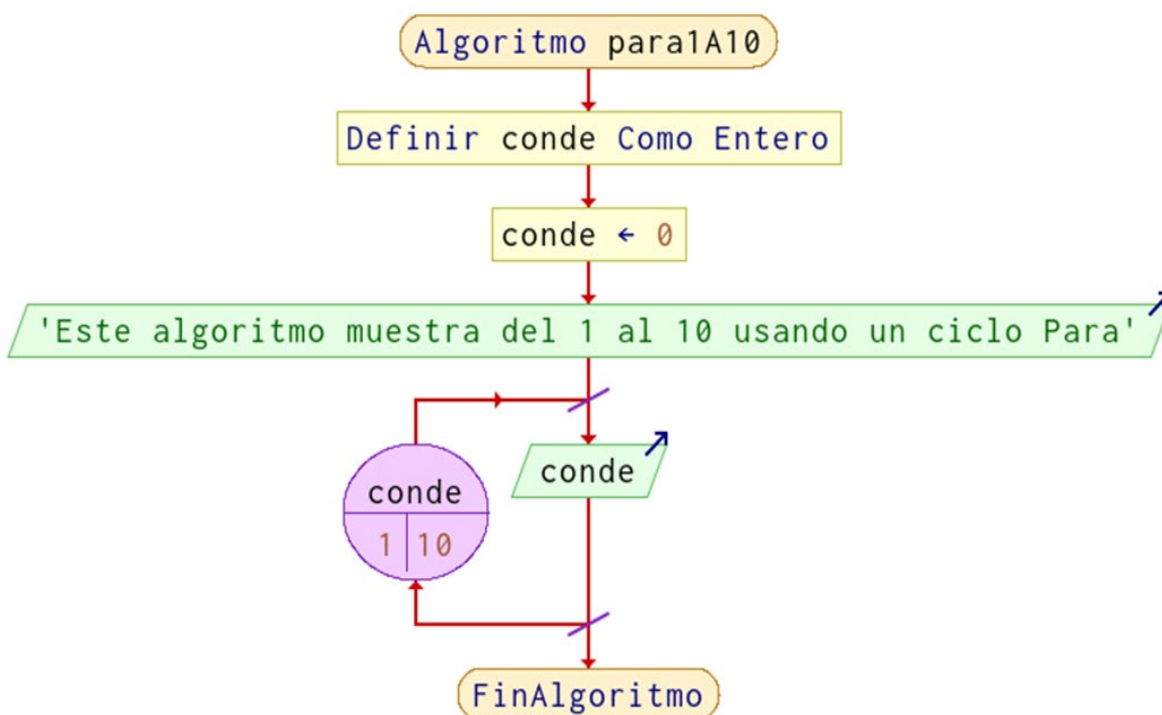 Algoritmo para1A10
Definir conde Como Entero
conde ← 0
'Este algoritmo muestra del 1 al 10 usando un ciclo Para'
conde
conde
1 10
FinAlgoritmo